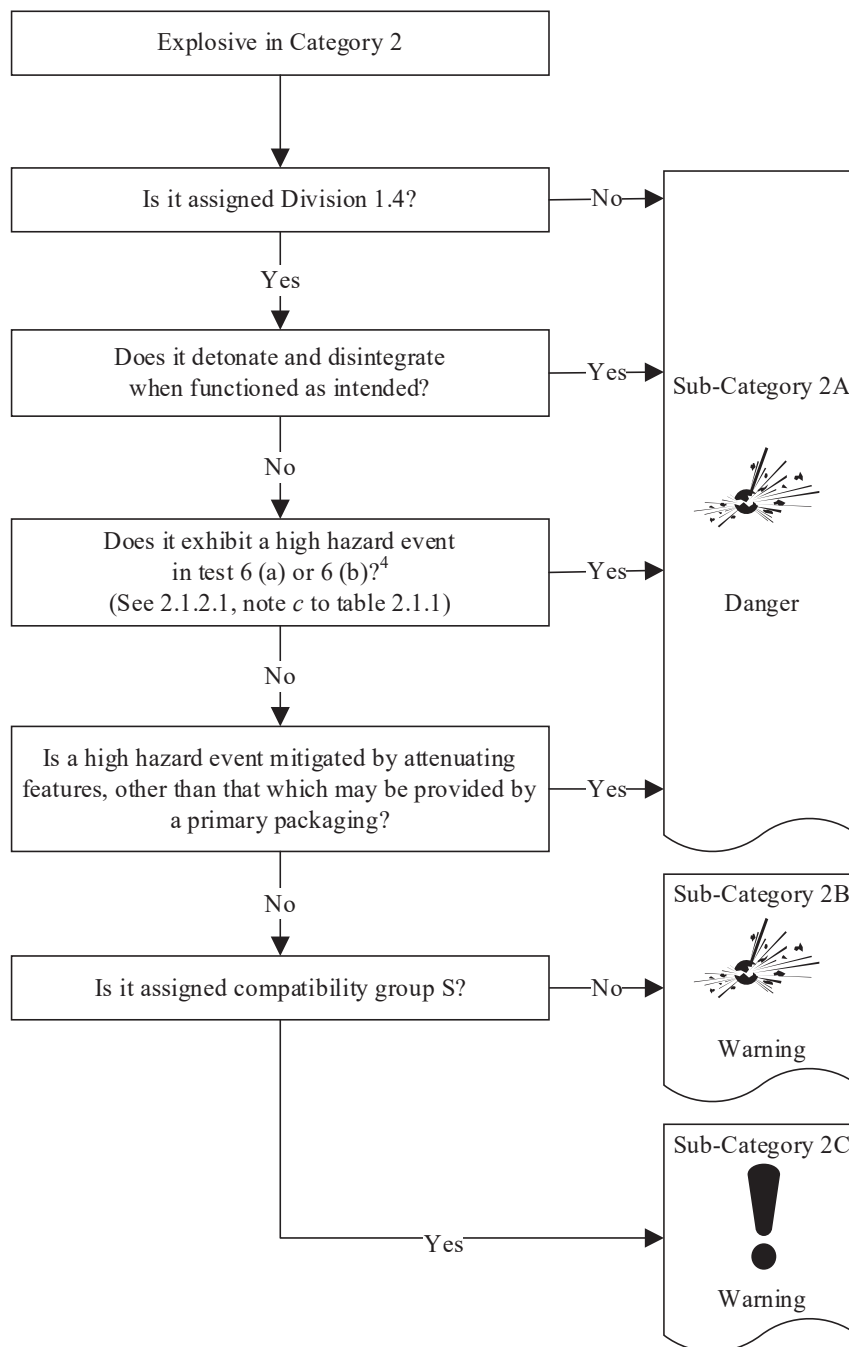 Explosive in Category 2
Is it assigned Division 1.4?
No
Yes
Does it detonate and disintegrate
when functioned as intended?
Yes
Sub-Category 2A
No
Does it exhibit a high hazard event
in test 6 (a) or 6 (b)?⁴
(See 2.1.2.1, note c to table 2.1.1)
Yes
Danger
No
Is a high hazard event mitigated by attenuating
features, other than that which may be provided by
a primary packaging?
Yes
No
Sub-Category 2B
Is it assigned compatibility group S?
No
Warning
Sub-Category 2C
Yes
Warning